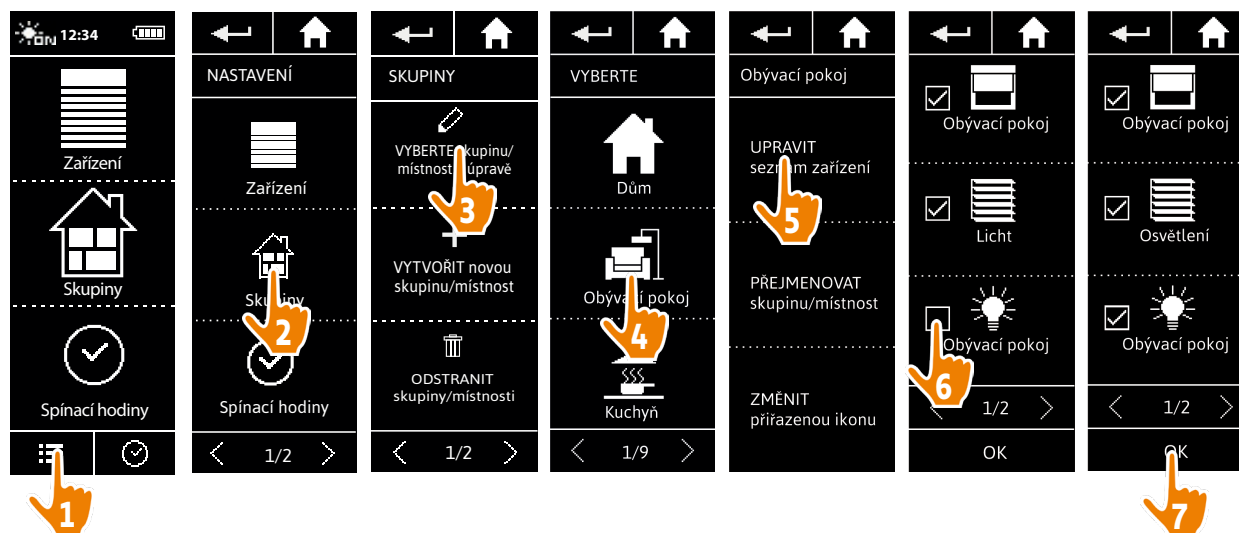 ON 12:34
Zařízení
Skupiny
Spínací hodiny
1
NASTAVENÍ
Zařízení
Skupiny
2
Spínací hodiny
1/2
SKUPINY
VYBERTE skupinu/
místnost úpravě
3
VYTVOŘIT novou
skupinu/místnost
ODSTRANIT
skupiny/místnosti
1/2
VYBERTE
Dům
Obývací pokoj
4
Kuchyň
1/9
Obývací pokoj
UPRAVIT
seznam zařízení
5
PŘEJMENOVAT
skupinu/místnost
ZMĚNIT
přiřazenou ikonu
Obývací pokoj
Licht
Obývací pokoj
6
1/2
OK
Obývací pokoj
Osvětlení
Obývací pokoj
1/2
OK
7